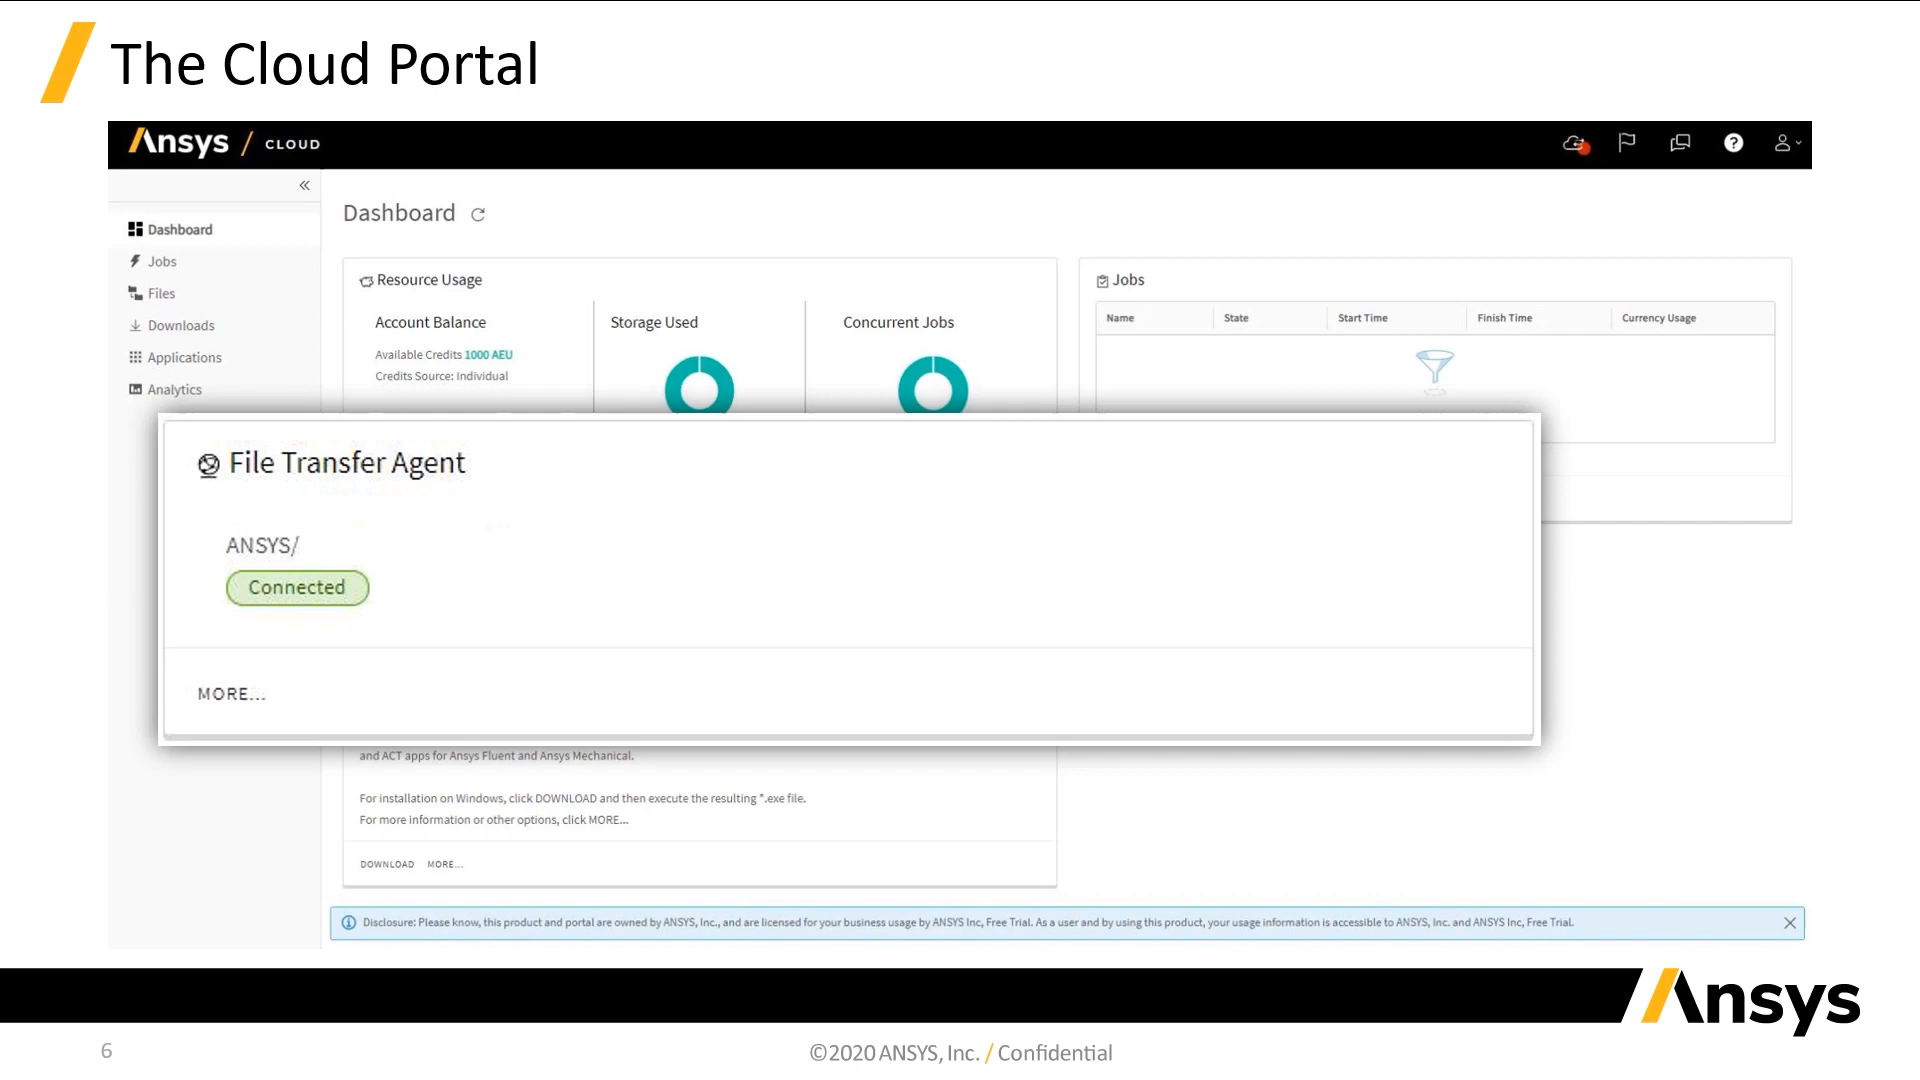 The Cloud Portal
Ansys / CLOUD
?
«
Dashboard
Jobs
Files
Downloads
Applications
Analytics
Dashboard
Resource Usage
Account Balance
Available Credits 1000 AEU
Credits Source: Individual
Storage Used
Concurrent Jobs
Jobs
Name State Start Time Finish Time Currency Usage
File Transfer Agent
ANSYS/
Connected
MORE...
and ACT apps for Ansys Fluent and Ansys Mechanical.
For installation on Windows, click DOWNLOAD and then execute the resulting *.exe file.
For more information or other options, click MORE...
DOWNLOAD MORE...
Disclosure: Please know, this product and portal are owned by ANSYS, Inc., and are licensed for your business usage by ANSYS Inc, Free Trial. As a user and by using this product, your usage information is accessible to ANSYS, Inc. and ANSYS Inc, Free Trial.
Ansys
6
©2020 ANSYS, Inc. / Confidential